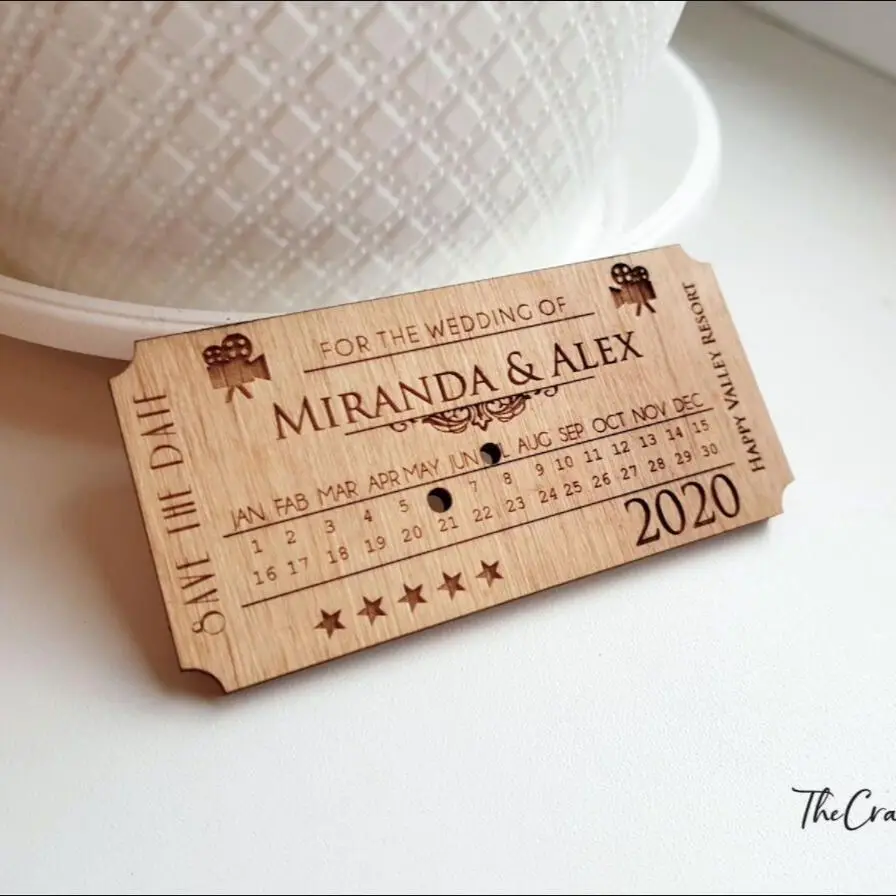 SAVE THE DATE
FOR THE WEDDING OF
MIRANDA & ALEX
JAN FAB MAR APR MAY JUN L AUG SEP OCT NOV DEC
1 2 3 4 5 7 8 9 10 11 12 13 14 15
16 17 18 19 20 21 22 23 24 25 26 27 28 29 30
2020
HAPPY VALLEY RESORT
TheCra